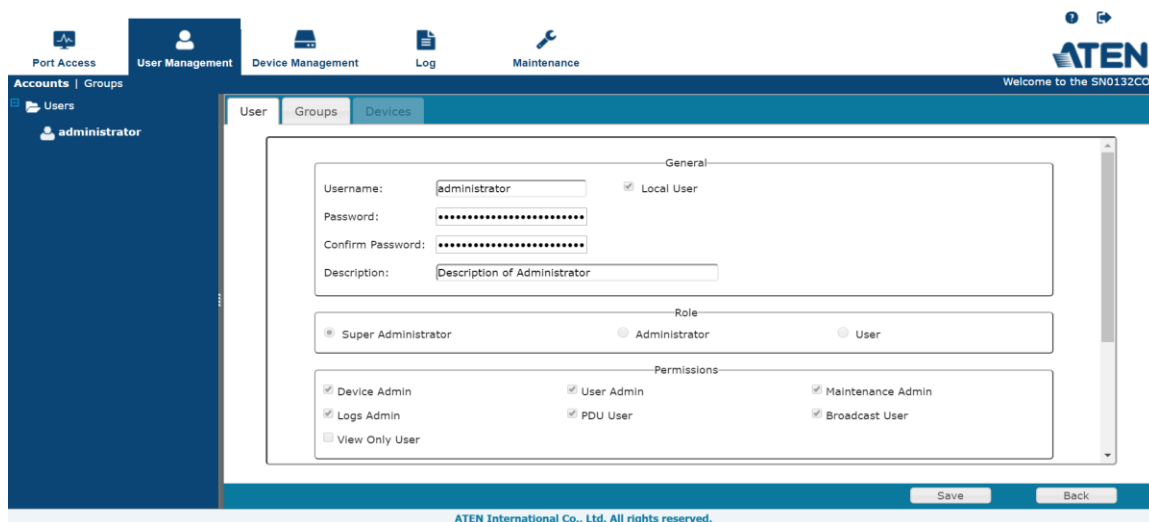 Port Access
User Management
Device Management
Log
Maintenance
ATEN
Accounts | Groups
Welcome to the SN0132CO
Users
administrator
User
Groups
Devices
General
Username: administrator
Local User
Password: ••••••••••••••••••••••••••
Confirm Password: ••••••••••••••••••••••••••
Description: Description of Administrator
Role
Super Administrator
Administrator
User
Permissions
Device Admin
User Admin
Maintenance Admin
Logs Admin
PDU User
Broadcast User
View Only User
Save
Back
ATEN International Co., Ltd. All rights reserved.